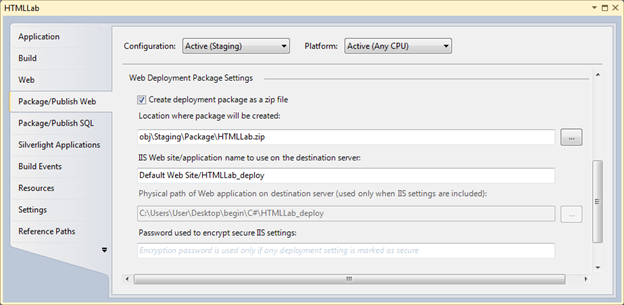 HTMLLab
Application
Build
Web
Package/Publish Web
Package/Publish SQL
Silverlight Applications
Build Events
Resources
Settings
Reference Paths
Configuration: Active (Staging) Platform: Active (Any CPU)
Web Deployment Package Settings
Create deployment package as a zip file
Location where package will be created:
obj\Staging\Package\HTMLLab.zip ...
IIS Web site/application name to use on the destination server:
Default Web Site/HTMLLab_deploy
Physical path of Web application on destination server (used only when IIS settings are included):
C:\Users\User\Desktop\begin\C#\HTMLLab_deploy ...
Password used to encrypt secure IIS settings:
Encryption password is used only if any deployment setting is marked as secure